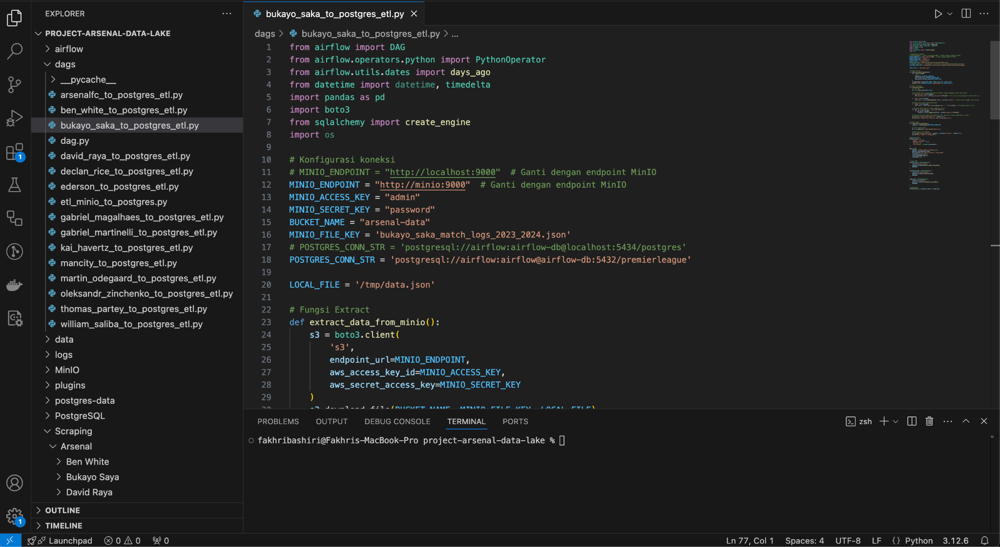 EXPLORER
PROJECT-ARSENAL-DATA-LAKE
airflow
dags
__pycache__
arsenalfc_to_postgres_etl.py
ben_white_to_postgres_etl.py
bukayo_saka_to_postgres_etl.py
dag.py
david_raya_to_postgres_etl.py
declan_rice_to_postgres_etl.py
ederson_to_postgres_etl.py
etl_minio_to_postgres.py
gabriel_magalhaes_to_postgres_etl.py
gabriel_martinelli_to_postgres_etl.py
kai_havertz_to_postgres_etl.py
mancity_to_postgres_etl.py
martin_odegaard_to_postgres_etl.py
oleksandr_zinchenko_to_postgres_etl.py
thomas_partey_to_postgres_etl.py
william_saliba_to_postgres_etl.py
data
logs
MinIO
plugins
postgres-data
PostgreSQL
Scraping
Arsenal
Ben White
Bukayo Saya
David Raya
OUTLINE
TIMELINE
1
1
bukayo_saka_to_postgres_etl.py
dags > bukayo_saka_to_postgres_etl.py > ...
1 from airflow import DAG
2 from airflow.operators.python import PythonOperator
3 from airflow.utils.dates import days_ago
4 from datetime import datetime, timedelta
5 import pandas as pd
6 import boto3
7 from sqlalchemy import create_engine
8 import os
9
10 # Konfigurasi koneksi
11 # MINIO_ENDPOINT = "http://localhost:9000"  # Ganti dengan endpoint MinIO
12 MINIO_ENDPOINT = "http://minio:9000"  # Ganti dengan endpoint MinIO
13 MINIO_ACCESS_KEY = "admin"
14 MINIO_SECRET_KEY = "password"
15 BUCKET_NAME = "arsenal-data"
16 MINIO_FILE_KEY = 'bukayo_saka_match_logs_2023_2024.json'
17 # POSTGRES_CONN_STR = 'postgresql://airflow:airflow-db@localhost:5434/postgres'
18 POSTGRES_CONN_STR = 'postgresql://airflow:airflow@airflow-db:5432/premierleague'
19
20 LOCAL_FILE = '/tmp/data.json'
21
22 # Fungsi Extract
23 def extract_data_from_minio():
24     s3 = boto3.client(
25         's3',
26         endpoint_url=MINIO_ENDPOINT,
27         aws_access_key_id=MINIO_ACCESS_KEY,
28         aws_secret_access_key=MINIO_SECRET_KEY
29     )
30     s3.download_file(BUCKET_NAME, MINIO_FILE_KEY, LOCAL_FILE)
PROBLEMS OUTPUT DEBUG CONSOLE TERMINAL PORTS
zsh
fakhribashiri@Fakhris-MacBook-Pro project-arsenal-data-lake %
Launchpad 0 0 0
Ln 77, Col 1 Spaces: 4 UTF-8 LF {} Python 3.12.6